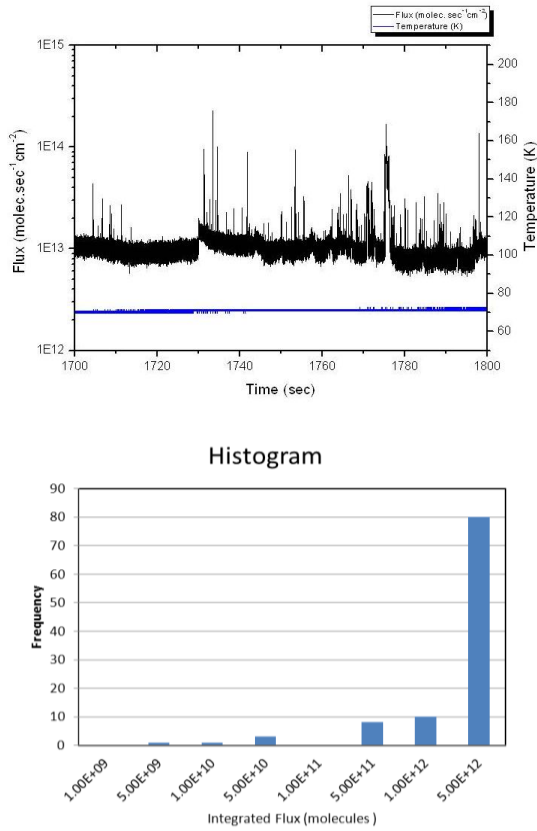 Flux (molec. sec⁻¹cm⁻²)
Temperature (K)
1E15
1E14
1E13
1E12
Flux (molec.sec⁻¹ cm⁻²)
200
180
160
140
120
100
80
60
Temperature (K)
1700 1720 1740 1760 1780 1800
Time (sec)
Histogram
90
80
70
60
50
40
30
20
10
0
Frequency
1.00E+09 5.00E+09 1.00E+10 5.00E+10 1.00E+11 5.00E+11 1.00E+12 5.00E+12
Integrated Flux (molecules )